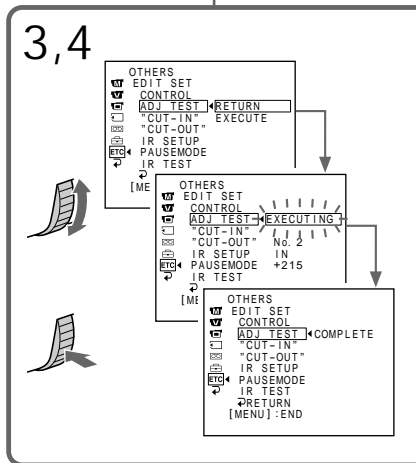 3,4
OTHERS
EDIT SET
CONTROL
ADJ TEST RETURN
"CUT-IN" EXECUTE
"CUT-OUT"
IR SETUP
ETC PAUSEMODE
IR TEST
[ME
OTHERS
EDIT SET
CONTROL
ADJ TEST EXECUTING
"CUT-IN"
"CUT-OUT" No. 2
IR SETUP IN
ETC PAUSEMODE +215
IR TEST
[ME
OTHERS
EDIT SET
CONTROL
ADJ TEST COMPLETE
"CUT-IN"
"CUT-OUT"
IR SETUP
ETC PAUSEMODE
IR TEST
RETURN
[MENU]:END